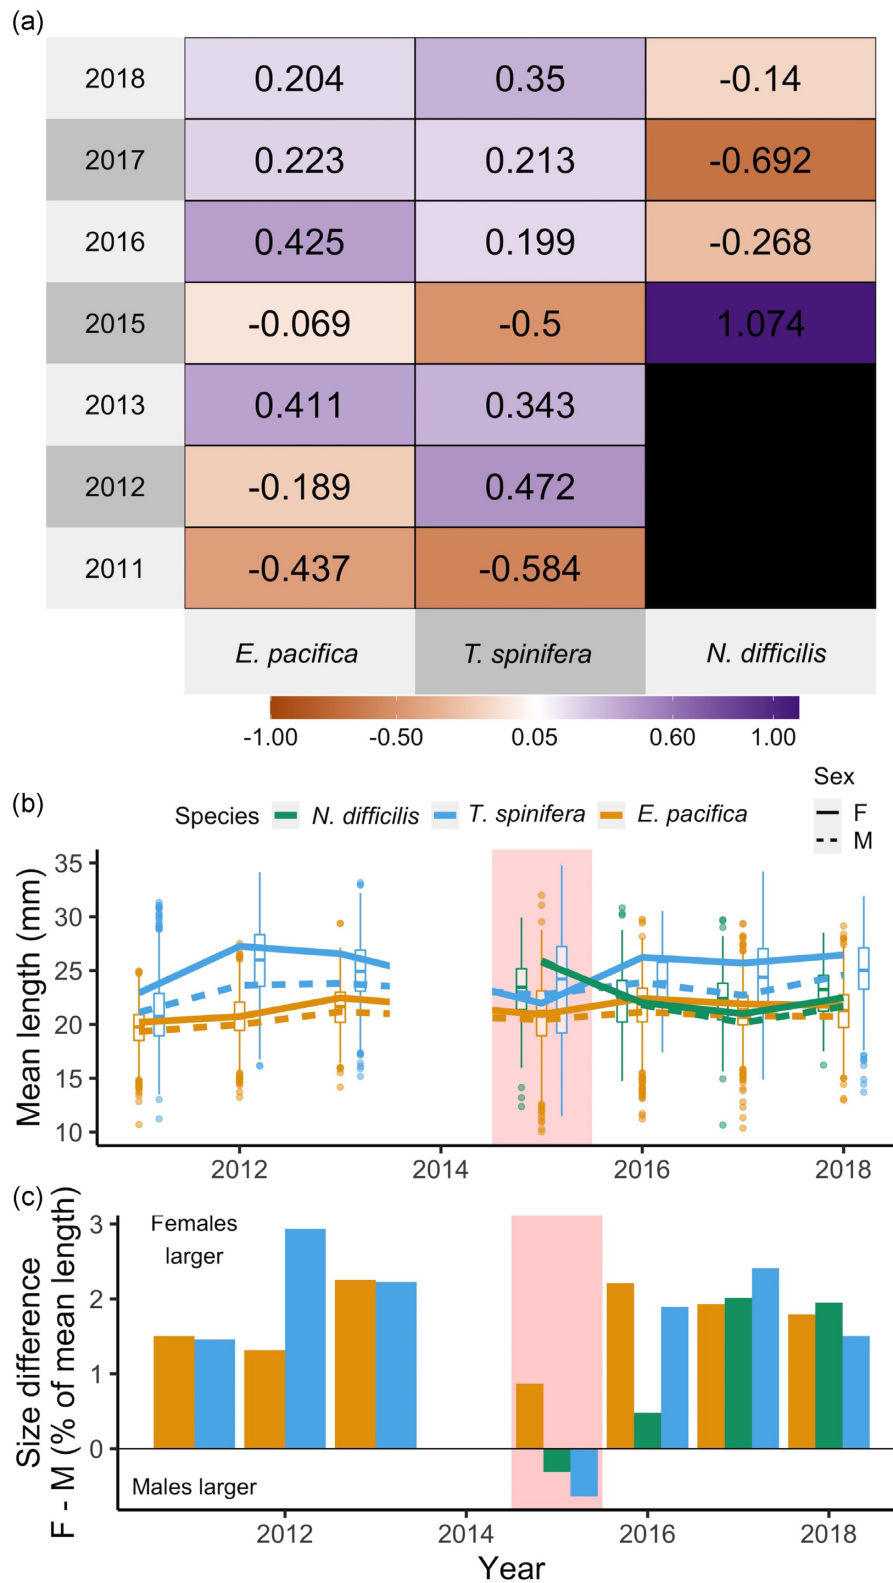 (a)
2018 0.204 0.35 -0.14
2017 0.223 0.213 -0.692
2016 0.425 0.199 -0.268
2015 -0.069 -0.5 1.074
2013 0.411 0.343
2012 -0.189 0.472
2011 -0.437 -0.584
E. pacifica T. spinifera N. difficilis
-1.00 -0.50 0.05 0.60 1.00
(b)
Species N. difficilis T. spinifera E. pacifica
Sex
F
M
Mean length (mm)
35
30
25
20
15
10
2012 2014 2016 2018
(c)
Size difference
F - M (% of mean length)
3
2
1
0
Females
larger
Males larger
2012 2014 2016 2018
Year